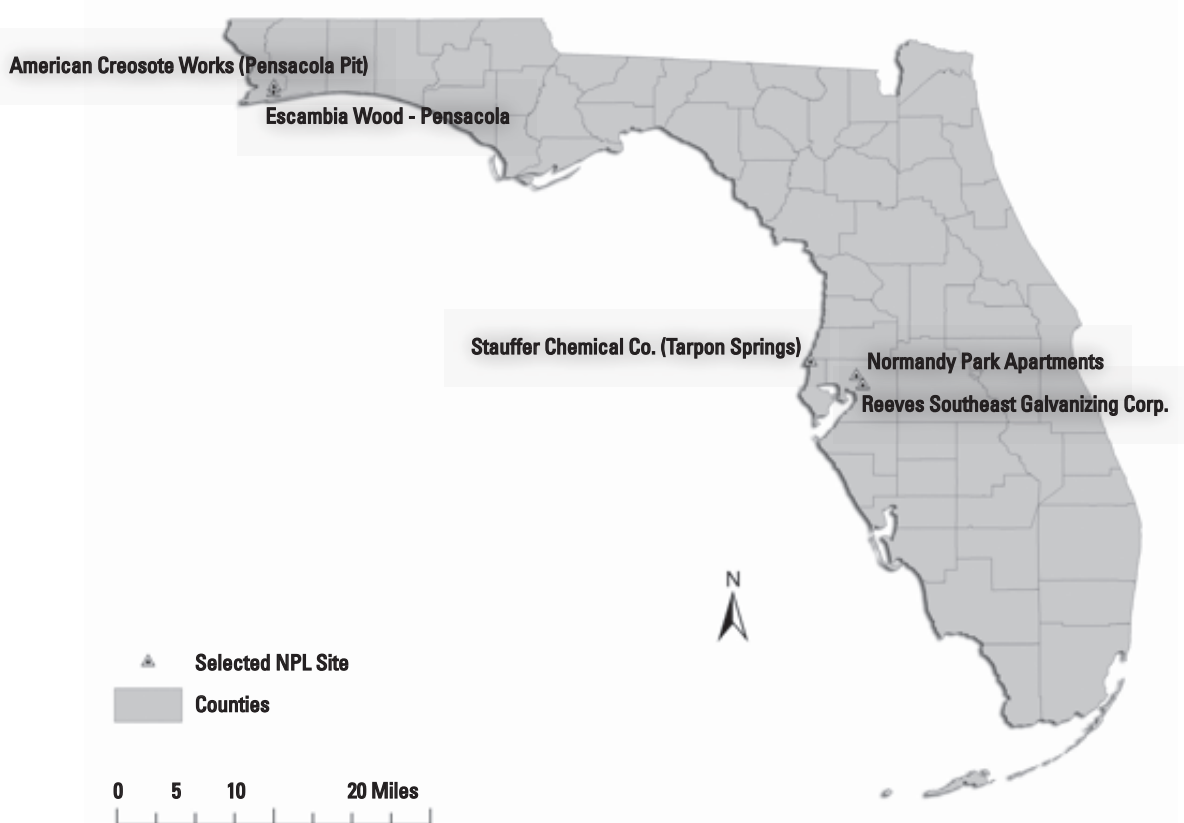 American Creosote Works (Pensacola Pit)
Escambia Wood - Pensacola
Stauffer Chemical Co. (Tarpon Springs)
Normandy Park Apartments
Reeves Southeast Galvanizing Corp.
N
Selected NPL Site
Counties
0 5 10 20 Miles